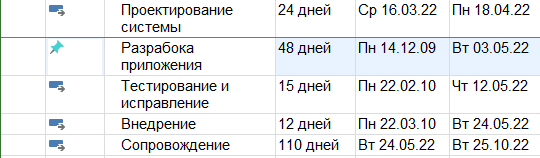 Проектирование системы 24 дней Ср 16.03.22 Пн 18.04.22
Разрабока приложения 48 дней Пн 14.12.09 Вт 03.05.22
Тестирование и исправление 15 дней Пн 22.02.10 Чт 12.05.22
Внедрение 12 дней Пн 22.03.10 Вт 24.05.22
Сопровождение 110 дней Вт 24.05.22 Вт 25.10.22